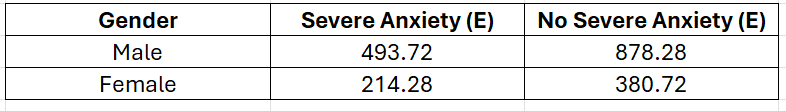 Gender Severe Anxiety (E) No Severe Anxiety (E)
Male 493.72 878.28
Female 214.28 380.72